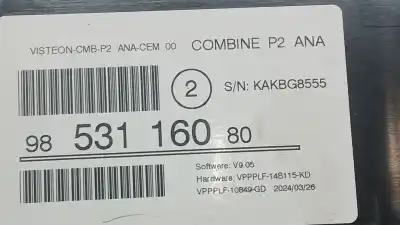 VISTEON-CMB-P2 ANA-CEM 00 COMBINE P2 ANA
2 S/N: KAKBG8555
98 531 160 80
Software: V9.05
Hardware: VPPPLF-14B115-KD
VPPPLF-10849-GD 2024/03/26